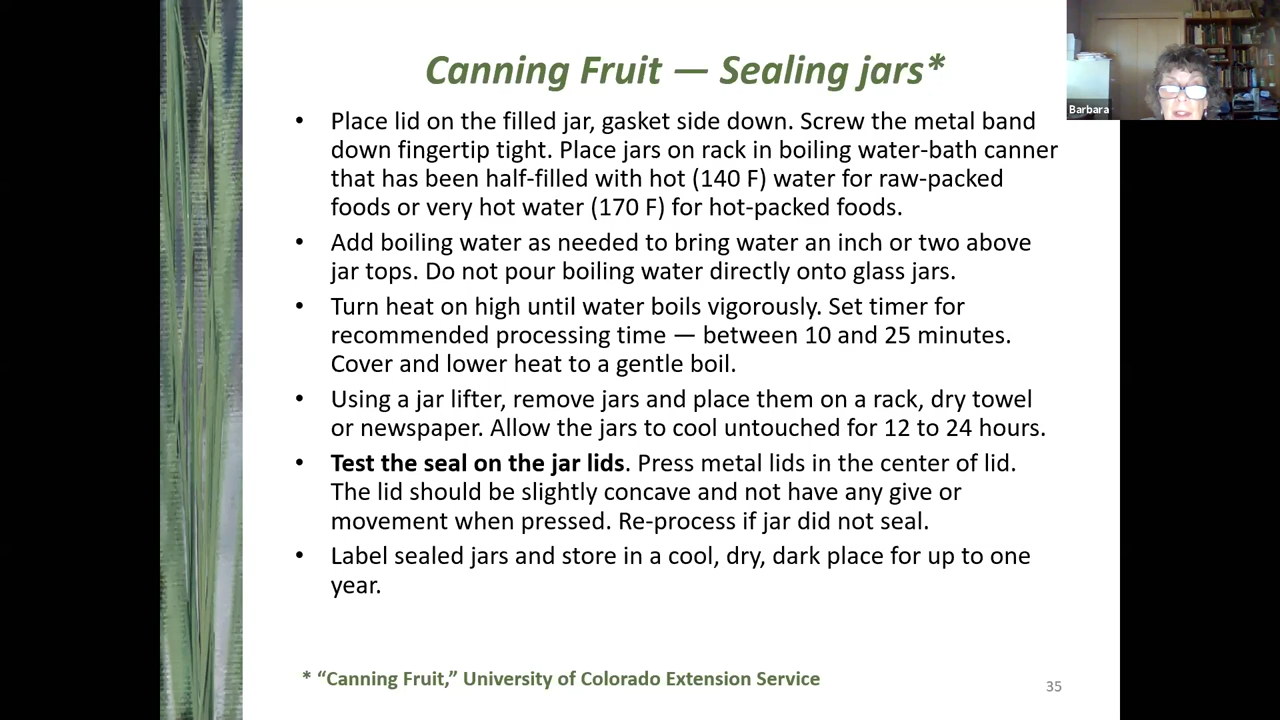 Canning Fruit — Sealing jars*
Barbara
• Place lid on the filled jar, gasket side down. Screw the metal band
down fingertip tight. Place jars on rack in boiling water-bath canner
that has been half-filled with hot (140 F) water for raw-packed
foods or very hot water (170 F) for hot-packed foods.
• Add boiling water as needed to bring water an inch or two above
jar tops. Do not pour boiling water directly onto glass jars.
• Turn heat on high until water boils vigorously. Set timer for
recommended processing time — between 10 and 25 minutes.
Cover and lower heat to a gentle boil.
• Using a jar lifter, remove jars and place them on a rack, dry towel
or newspaper. Allow the jars to cool untouched for 12 to 24 hours.
• Test the seal on the jar lids. Press metal lids in the center of lid.
The lid should be slightly concave and not have any give or
movement when pressed. Re-process if jar did not seal.
• Label sealed jars and store in a cool, dry, dark place for up to one
year.
* “Canning Fruit,” University of Colorado Extension Service
35